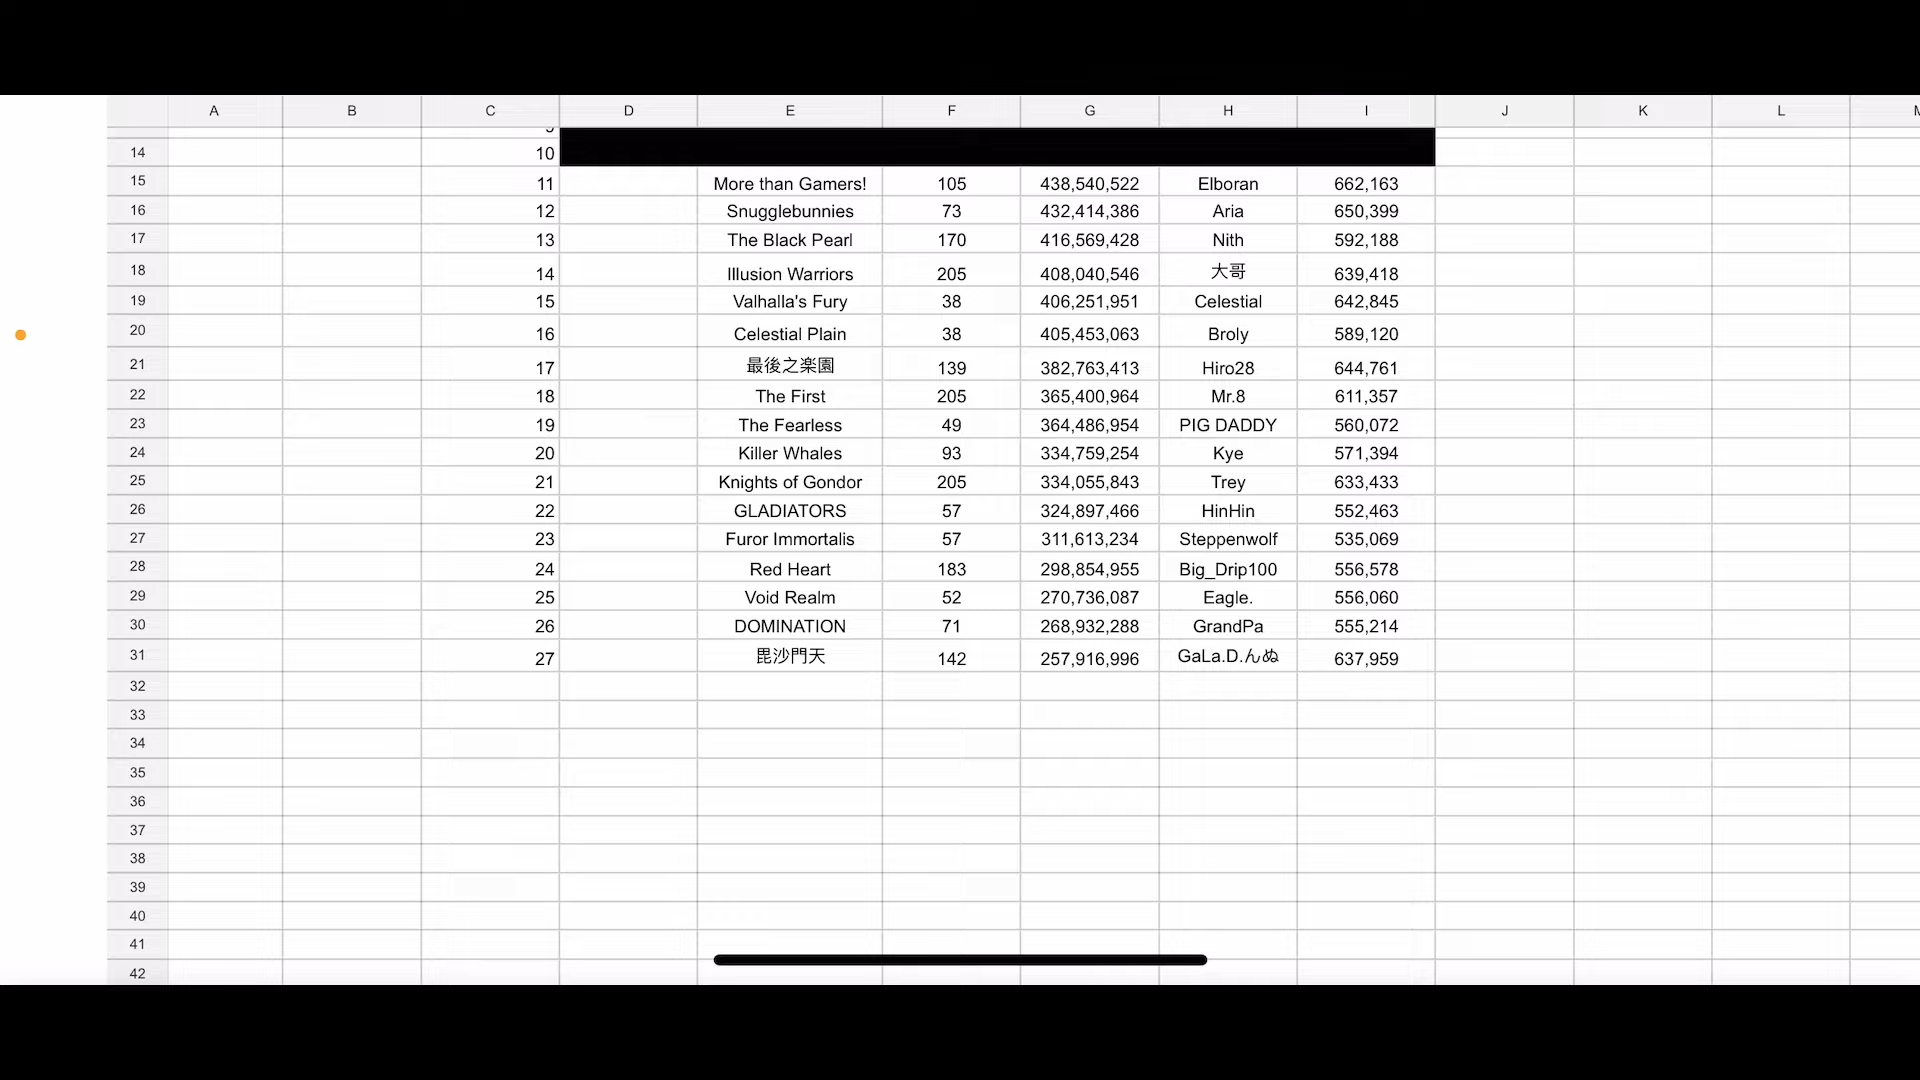 A B C D E F G H I J K L
14 10
15 11 More than Gamers! 105 438,540,522 Elboran 662,163
16 12 Snugglebunnies 73 432,414,386 Aria 650,399
17 13 The Black Pearl 170 416,569,428 Nith 592,188
18 14 Illusion Warriors 205 408,040,546 大哥 639,418
19 15 Valhalla's Fury 38 406,251,951 Celestial 642,845
20 16 Celestial Plain 38 405,453,063 Broly 589,120
21 17 最後之楽園 139 382,763,413 Hiro28 644,761
22 18 The First 205 365,400,964 Mr.8 611,357
23 19 The Fearless 49 364,486,954 PIG DADDY 560,072
24 20 Killer Whales 93 334,759,254 Kye 571,394
25 21 Knights of Gondor 205 334,055,843 Trey 633,433
26 22 GLADIATORS 57 324,897,466 HinHin 552,463
27 23 Furor Immortalis 57 311,613,234 Steppenwolf 535,069
28 24 Red Heart 183 298,854,955 Big_Drip100 556,578
29 25 Void Realm 52 270,736,087 Eagle. 556,060
30 26 DOMINATION 71 268,932,288 GrandPa 555,214
31 27 毘沙門天 142 257,916,996 GaLa.D.んぬ 637,959
32
33
34
35
36
37
38
39
40
41
42